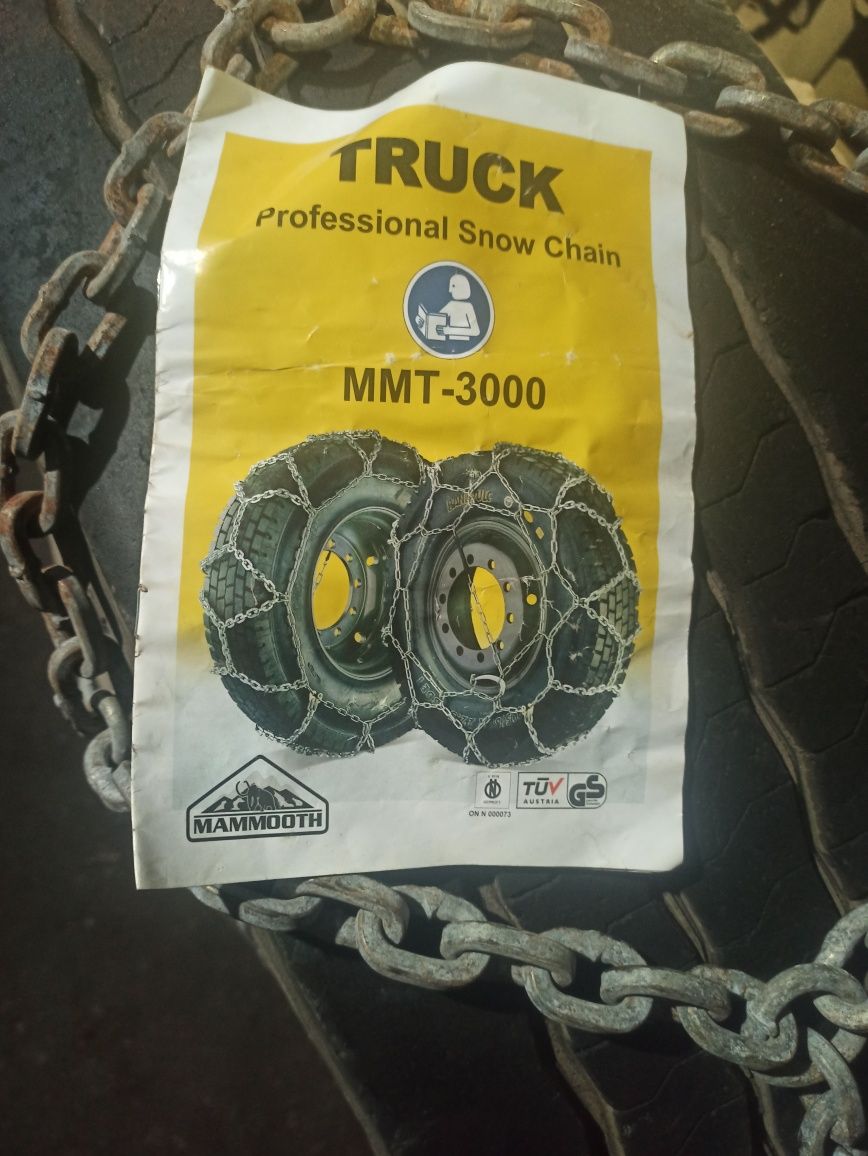 TRUCK
Professional Snow Chain
MMT-3000
MAMMOOTH
TÜV
AUSTRIA
GS
ON N 000073